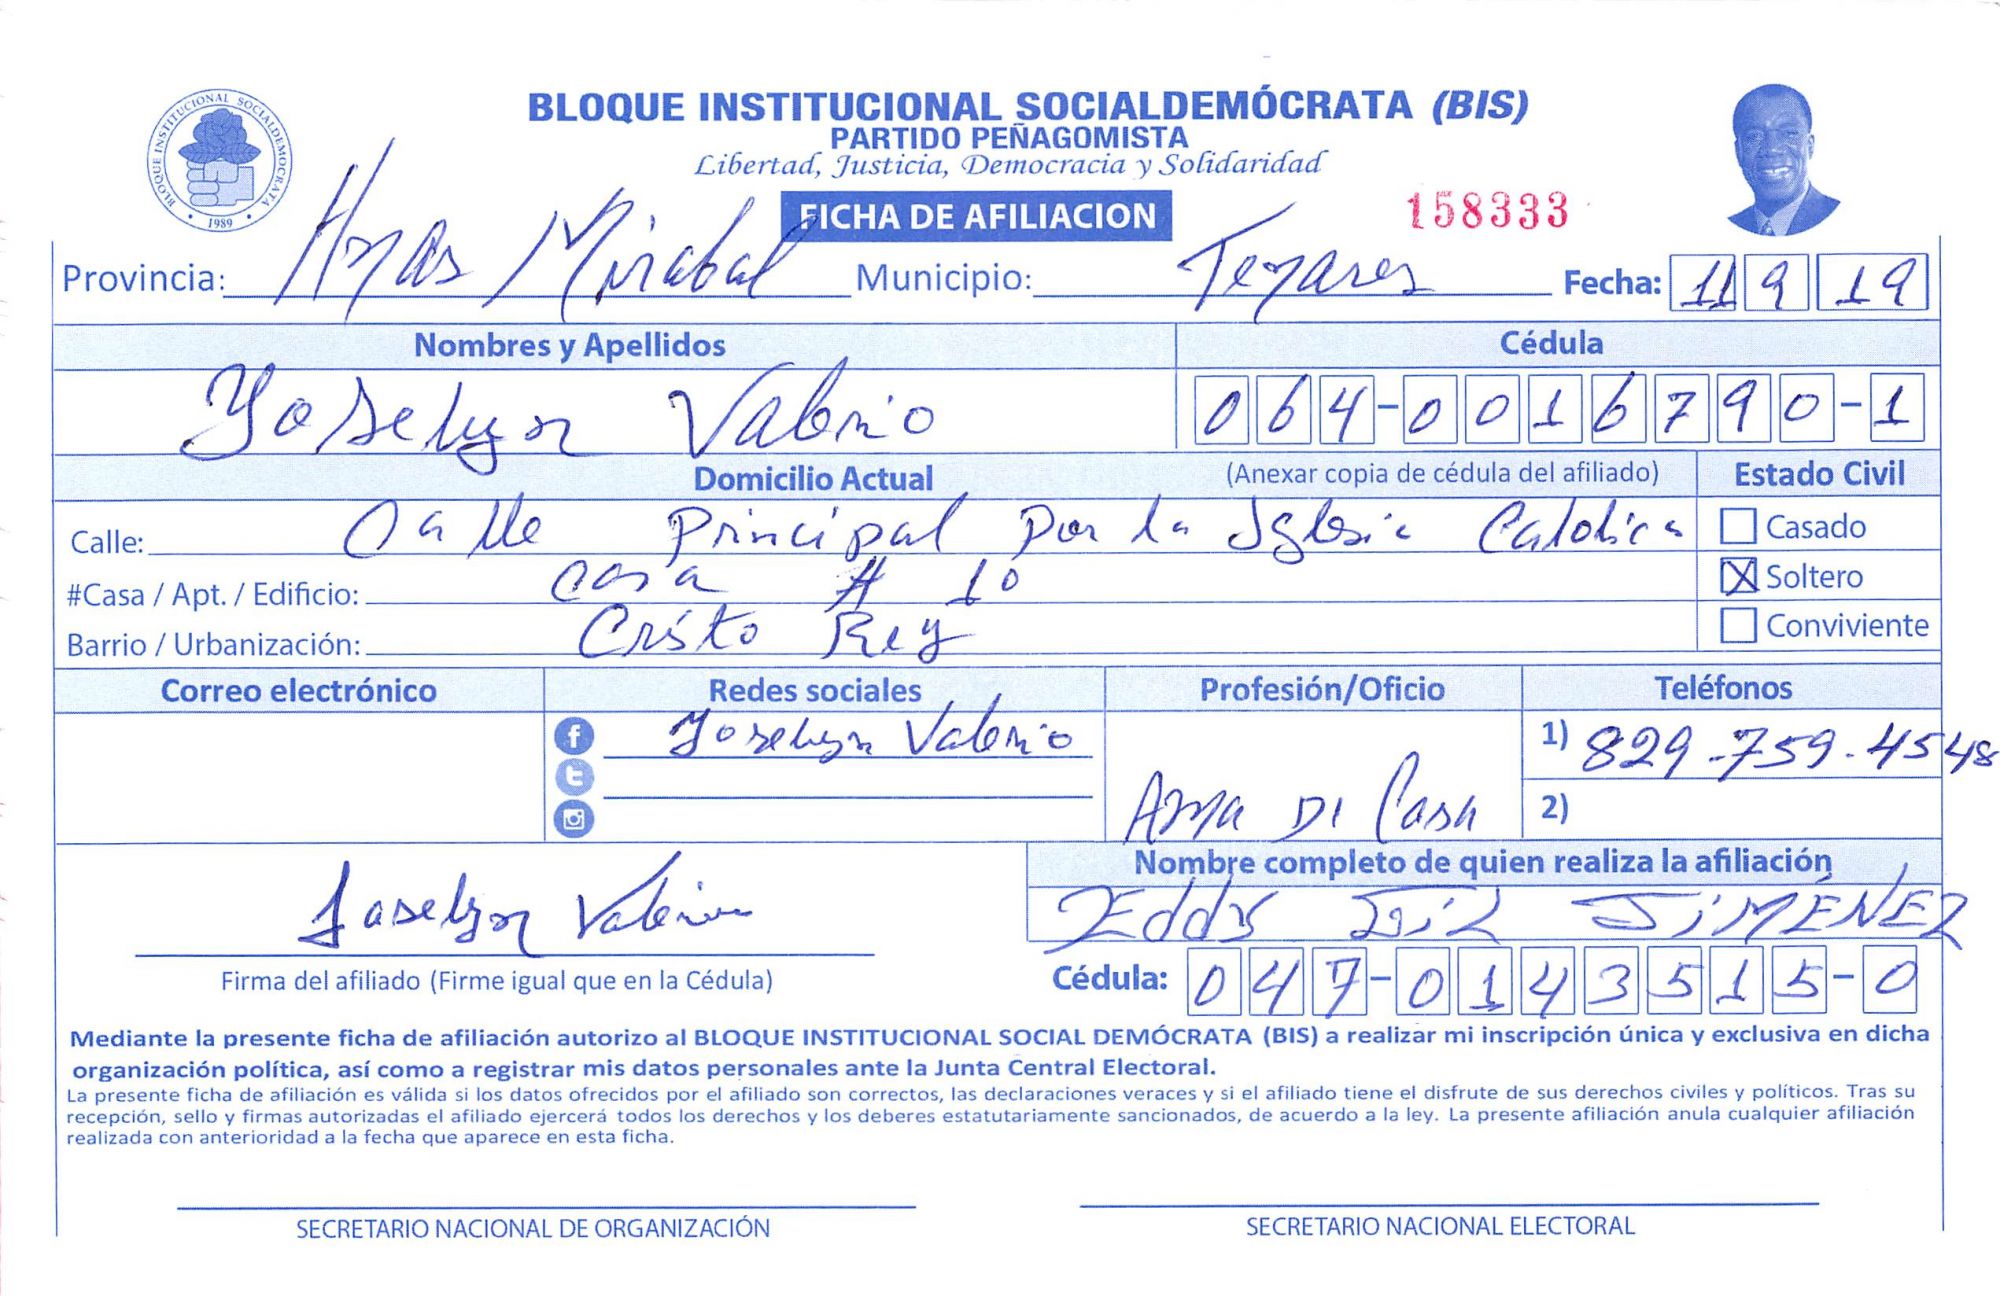 BLOQUE INSTITUCIONAL SOCIALDEMOCRATA
1989
BLOQUE INSTITUCIONAL SOCIALDEMÓCRATA (BIS)
PARTIDO PEÑAGOMISTA
Libertad, Justicia, Democracia y Solidaridad
FICHA DE AFILIACION
158333
Provincia: Hmas Mirabal Municipio: Tenares Fecha: 11 9 19
Nombres y Apellidos Cédula
Yoselyn Valerio 064-0016790-1
Domicilio Actual (Anexar copia de cédula del afiliado) Estado Civil
Calle: Calle Principal Por la Iglesia Catolica Casado
#Casa / Apt. / Edificio: casa # 10 X Soltero
Barrio / Urbanización: Cristo Rey Conviviente
Correo electrónico Redes sociales Profesión/Oficio Teléfonos
Yoselyn Valerio 1) 829-759-4548
Ama DI Casa 2)
Nombre completo de quien realiza la afiliación
Joselyn Valerio Eddy Gil JiMÉNEZ
Firma del afiliado (Firme igual que en la Cédula) Cédula: 047-0143515-0
Mediante la presente ficha de afiliación autorizo al BLOQUE INSTITUCIONAL SOCIAL DEMÓCRATA (BIS) a realizar mi inscripción única y exclusiva en dicha
organización política, así como a registrar mis datos personales ante la Junta Central Electoral.
La presente ficha de afiliación es válida si los datos ofrecidos por el afiliado son correctos, las declaraciones veraces y si el afiliado tiene el disfrute de sus derechos civiles y políticos. Tras su
recepción, sello y firmas autorizadas el afiliado ejercerá todos los derechos y los deberes estatutariamente sancionados, de acuerdo a la ley. La presente afiliación anula cualquier afiliación
realizada con anterioridad a la fecha que aparece en esta ficha.
SECRETARIO NACIONAL DE ORGANIZACIÓN SECRETARIO NACIONAL ELECTORAL